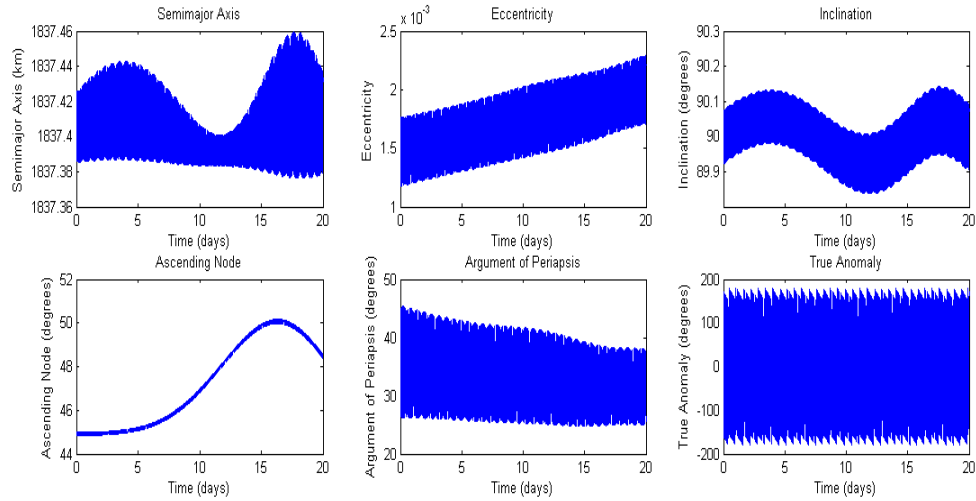 Semimajor Axis
1837.46
1837.44
1837.42
1837.4
1837.38
1837.36
Semimajor Axis (km)
0 5 10 15 20
Time (days)
Eccentricity
x 10^-3
2.5
2
1.5
1
Eccentricity
0 5 10 15 20
Time (days)
Inclination
90.3
90.2
90.1
90
89.9
Inclination (degrees)
0 5 10 15 20
Time (days)
Ascending Node
52
50
48
46
44
Ascending Node (degrees)
0 5 10 15 20
Time (days)
Argument of Periapsis
50
40
30
20
Argument of Periapsis (degrees)
0 5 10 15 20
Time (days)
True Anomaly
200
100
0
-100
-200
True Anomaly (degrees)
0 5 10 15 20
Time (days)